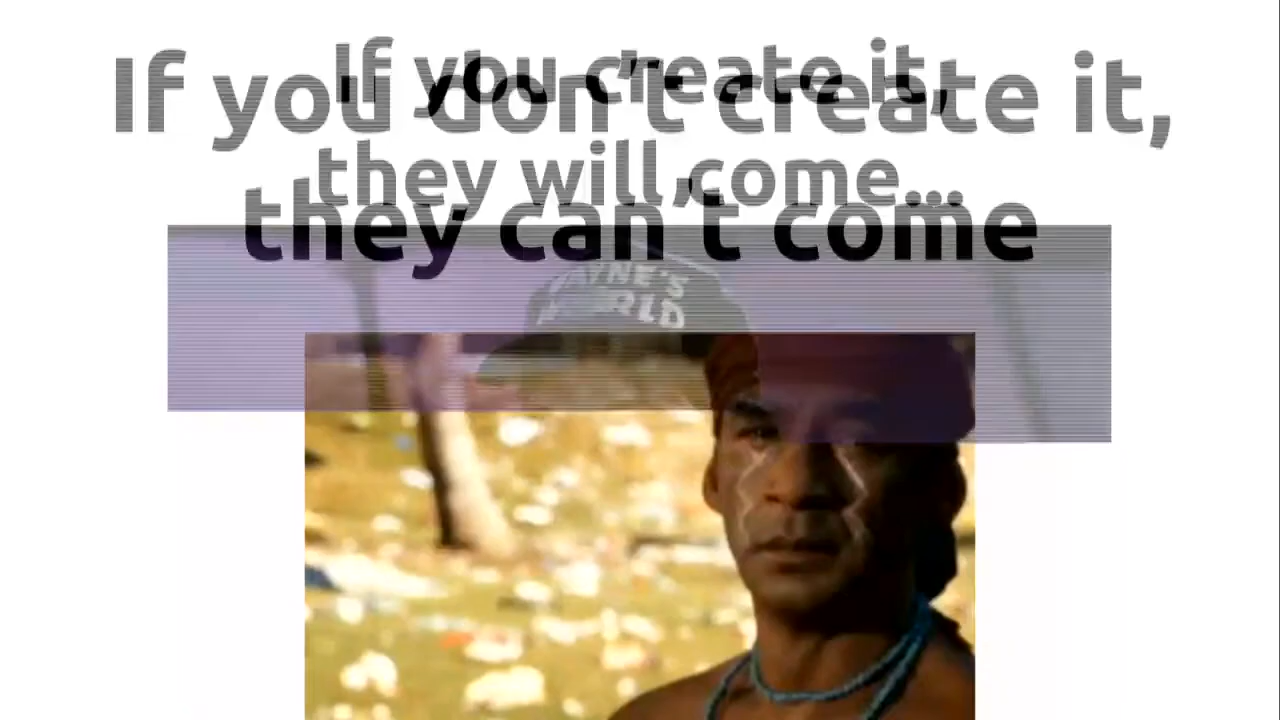 If you create it,
If you don't create it,
they will come...
they can't come
WAYNE'S
WORLD